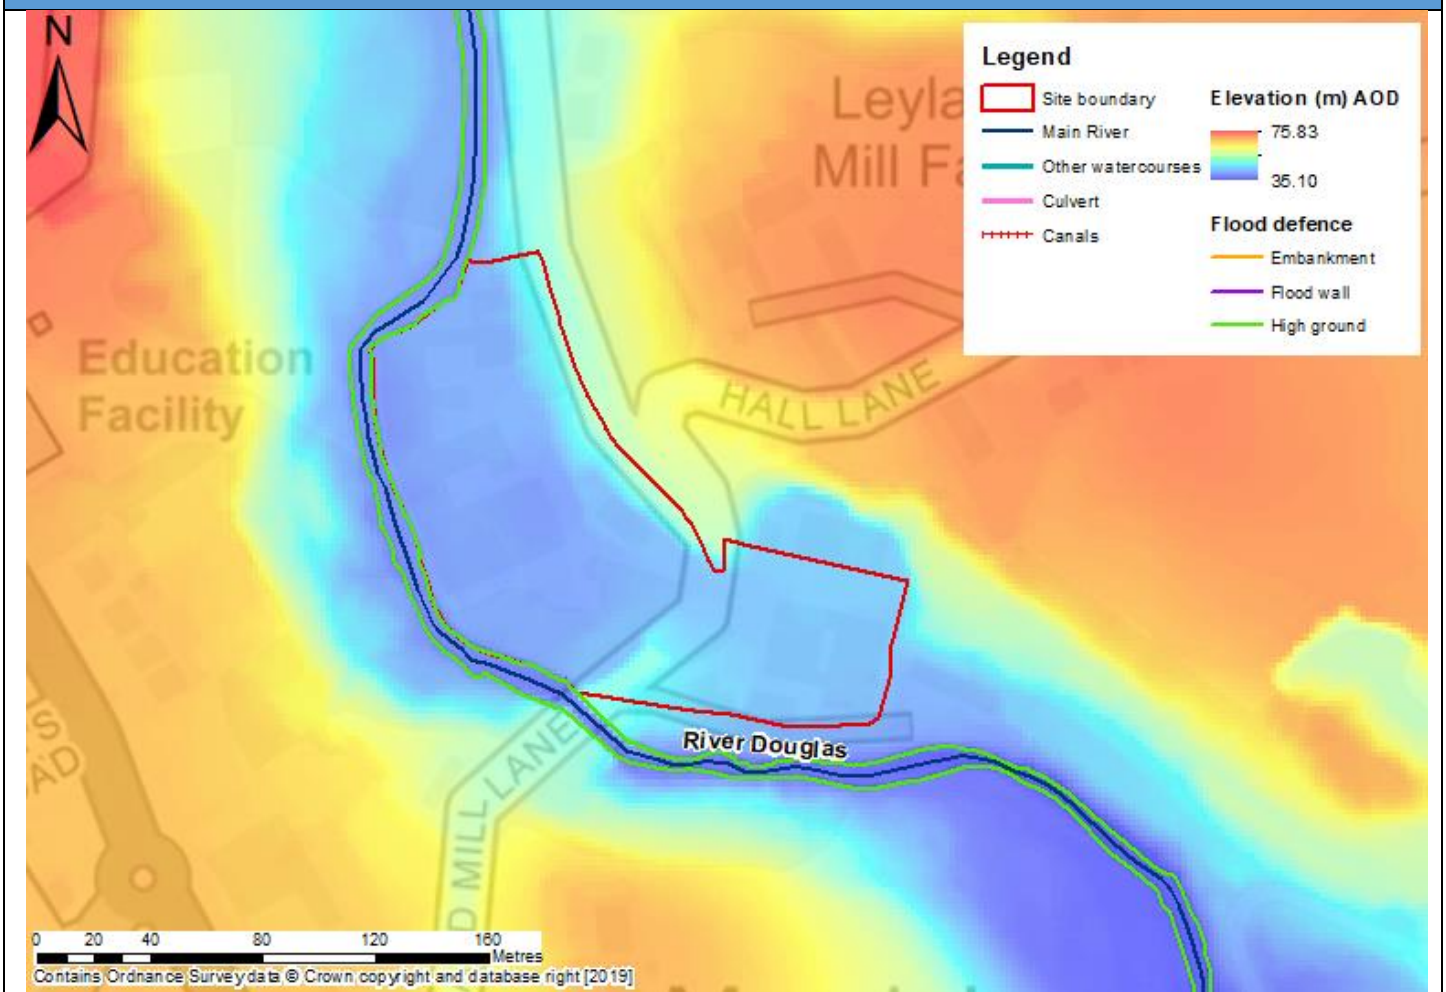 N
Leyla
Mill Fa
Legend
Site boundary
Main River
Other watercourses
Culvert
Canals
Elevation (m) AOD
75.83
35.10
Flood defence
Embankment
Flood wall
High ground
Education
Facility
HALL LANE
River Douglas
D MILL LANE
AD
0 20 40 80 120 160
Metres
Contains Ordnance Survey data © Crown copyright and database right [2019]